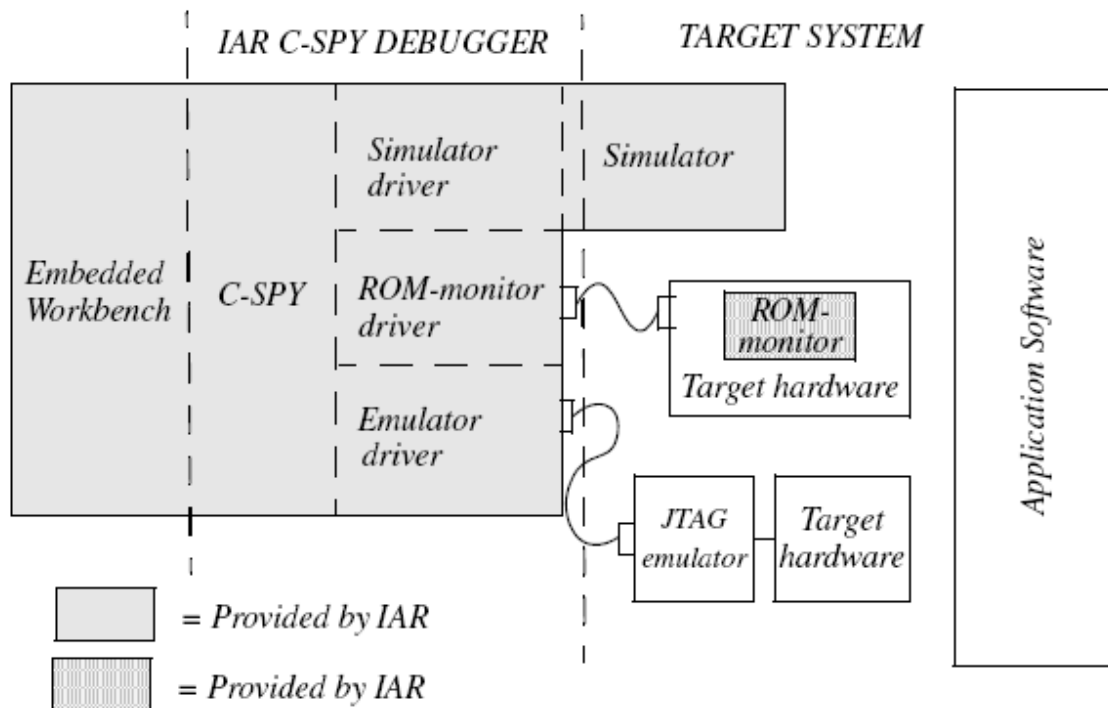 IAR C-SPY DEBUGGER
TARGET SYSTEM
Simulator
driver
Simulator
Embedded
Workbench
C-SPY
ROM-monitor
driver
ROM-
monitor
Target hardware
Emulator
driver
JTAG
emulator
Target
hardware
Application Software
= Provided by IAR
= Provided by IAR